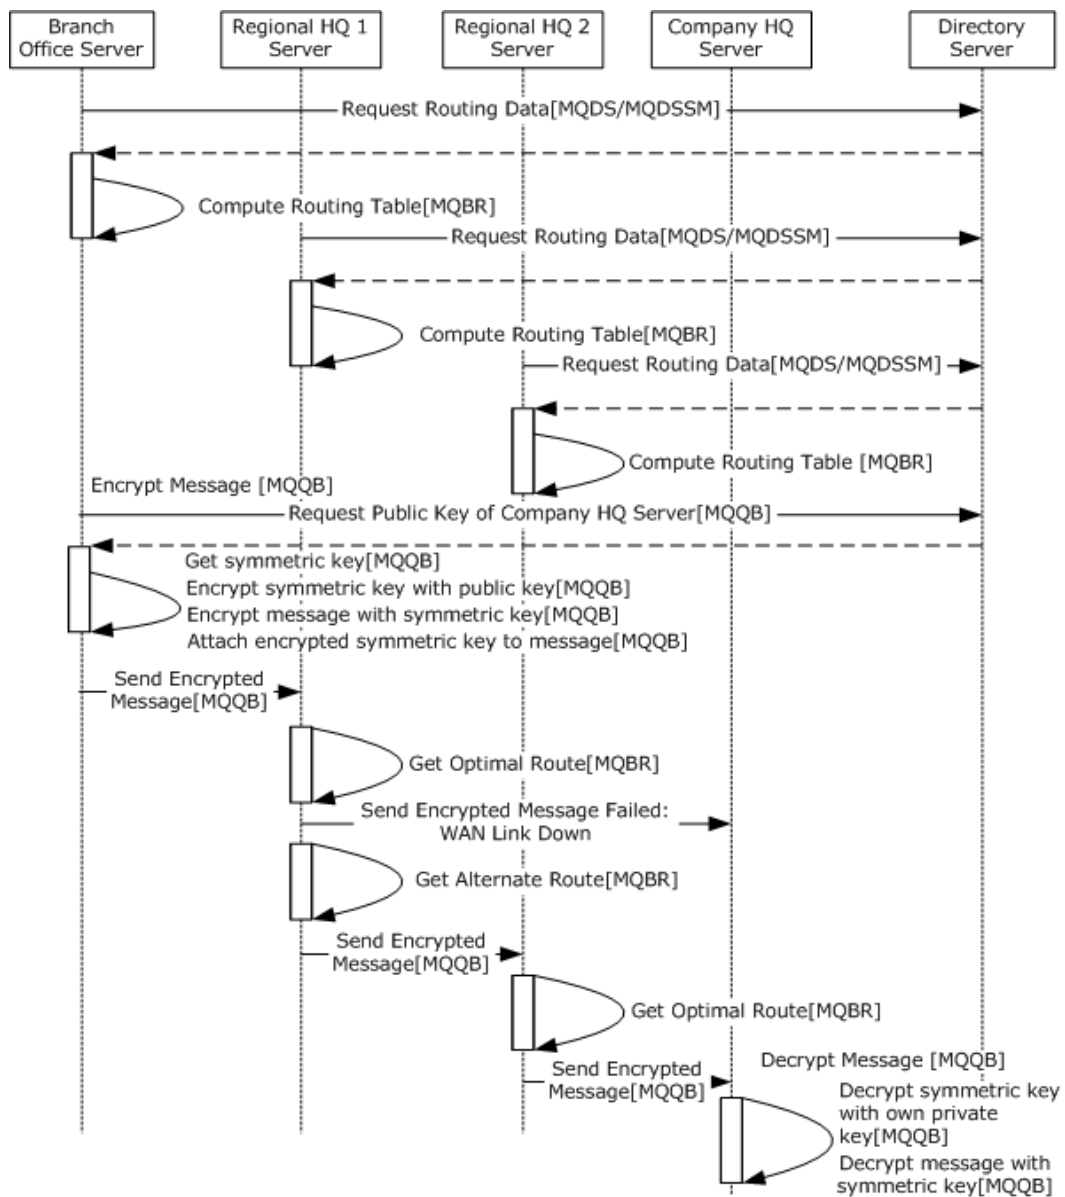 Branch
Office Server
Regional HQ 1
Server
Regional HQ 2
Server
Company HQ
Server
Directory
Server
Request Routing Data[MQDS/MQDSSM]
Compute Routing Table[MQBR]
Request Routing Data[MQDS/MQDSSM]
Compute Routing Table[MQBR]
Request Routing Data[MQDS/MQDSSM]
Compute Routing Table [MQBR]
Encrypt Message [MQQB]
Request Public Key of Company HQ Server[MQQB]
Get symmetric key[MQQB]
Encrypt symmetric key with public key[MQQB]
Encrypt message with symmetric key[MQQB]
Attach encrypted symmetric key to message[MQQB]
Send Encrypted
Message[MQQB]
Get Optimal Route[MQBR]
Send Encrypted Message Failed:
WAN Link Down
Get Alternate Route[MQBR]
Send Encrypted
Message[MQQB]
Get Optimal Route[MQBR]
Send Encrypted
Message[MQQB]
Decrypt Message [MQQB]
Decrypt symmetric key
with own private
key[MQQB]
Decrypt message with
symmetric key[MQQB]